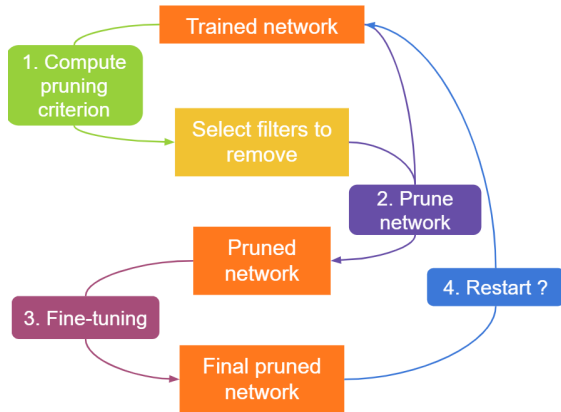 Trained network
1. Compute
pruning
criterion
Select filters to
remove
2. Prune
network
Pruned
network
3. Fine-tuning
4. Restart ?
Final pruned
network